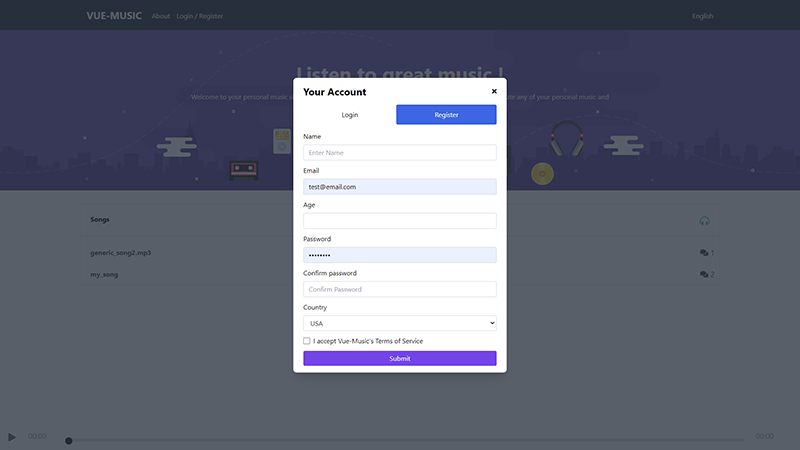 VUE-MUSIC About Login / Register English
Listen to great music !
Welcome to your personal music
any of your personal music and
Your Account ×
Login Register
Name
Enter Name
Email
test@email.com
Age
Password
••••••••
Confirm password
Confirm Password
Country
USA
I accept Vue-Music's Terms of Service
Submit
Songs
generic_song2.mp3 1
my_song 2
00:00 00:00